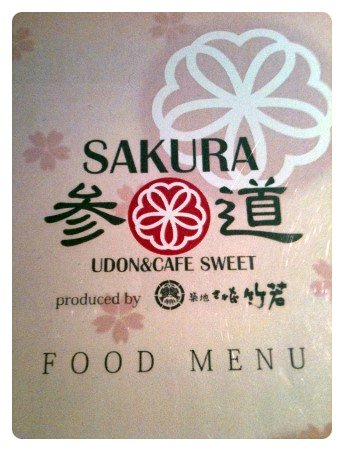 SAKURA
参道
UDON&CAFE SWEET
produced by 築地 竹若
FOOD MENU